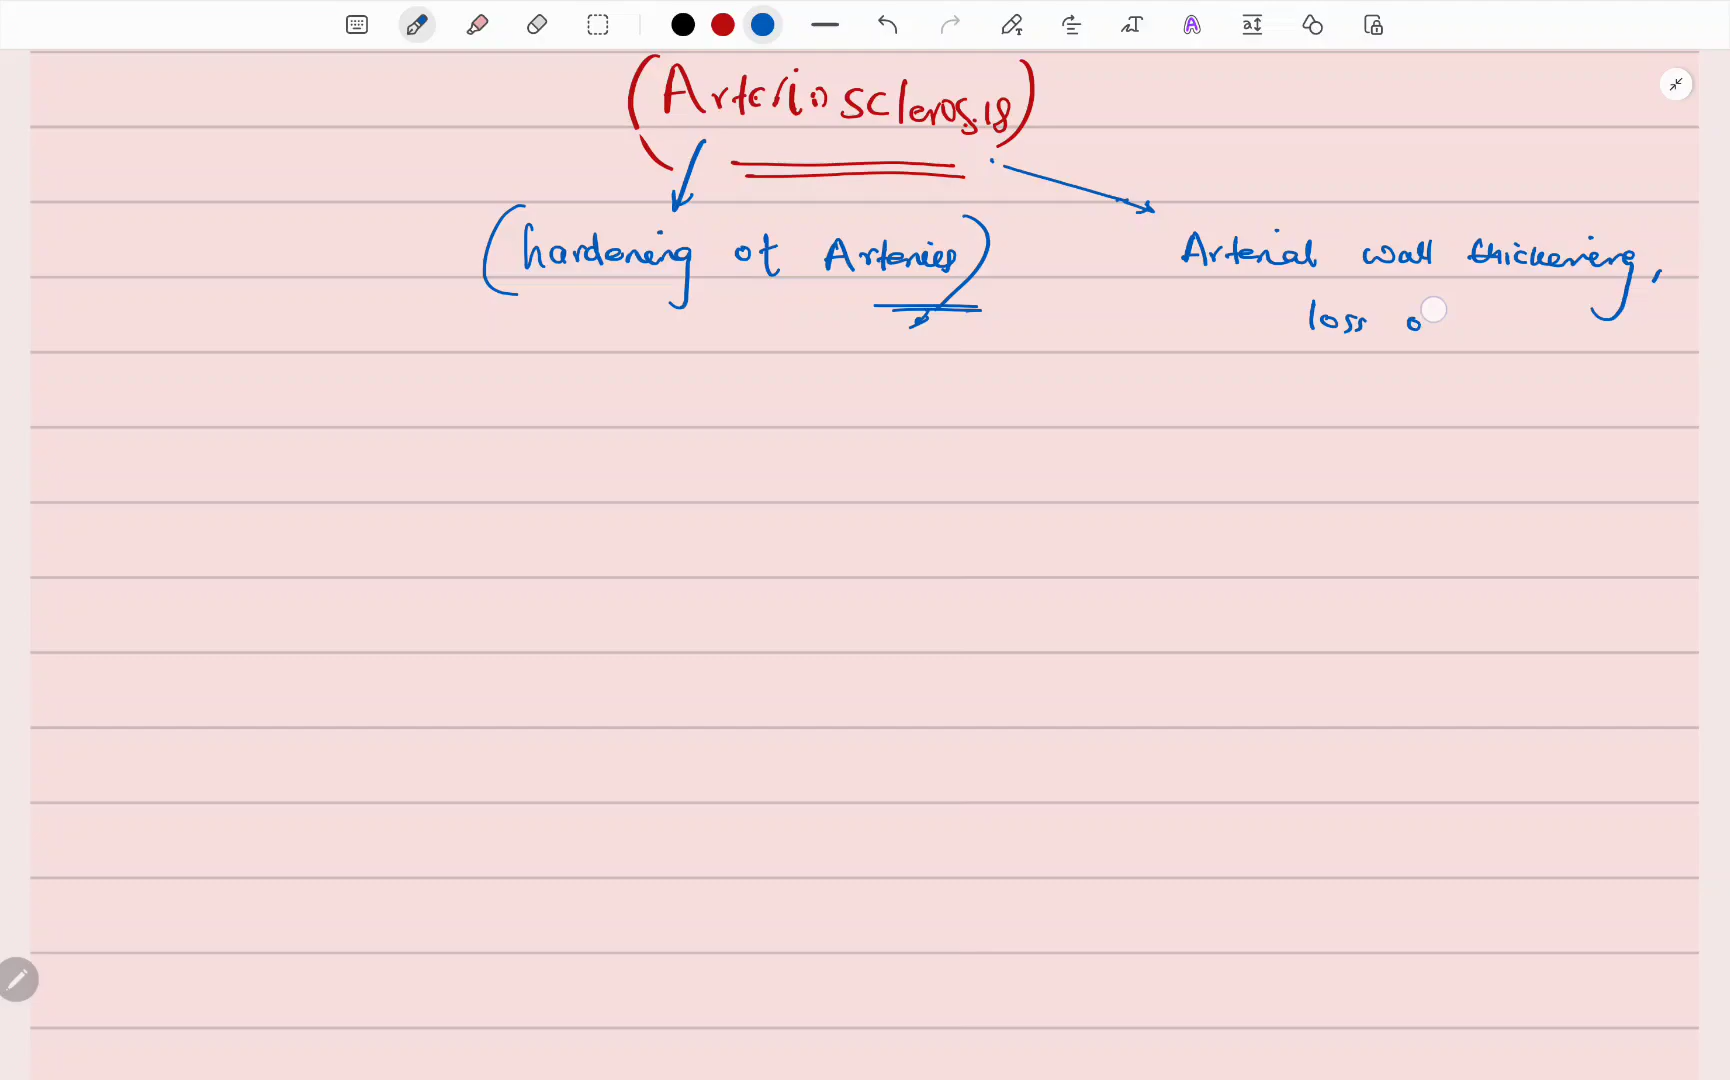 (Arteriosclerosis)
(hardening of Arteries)
Arterial wall thickening,
loss o